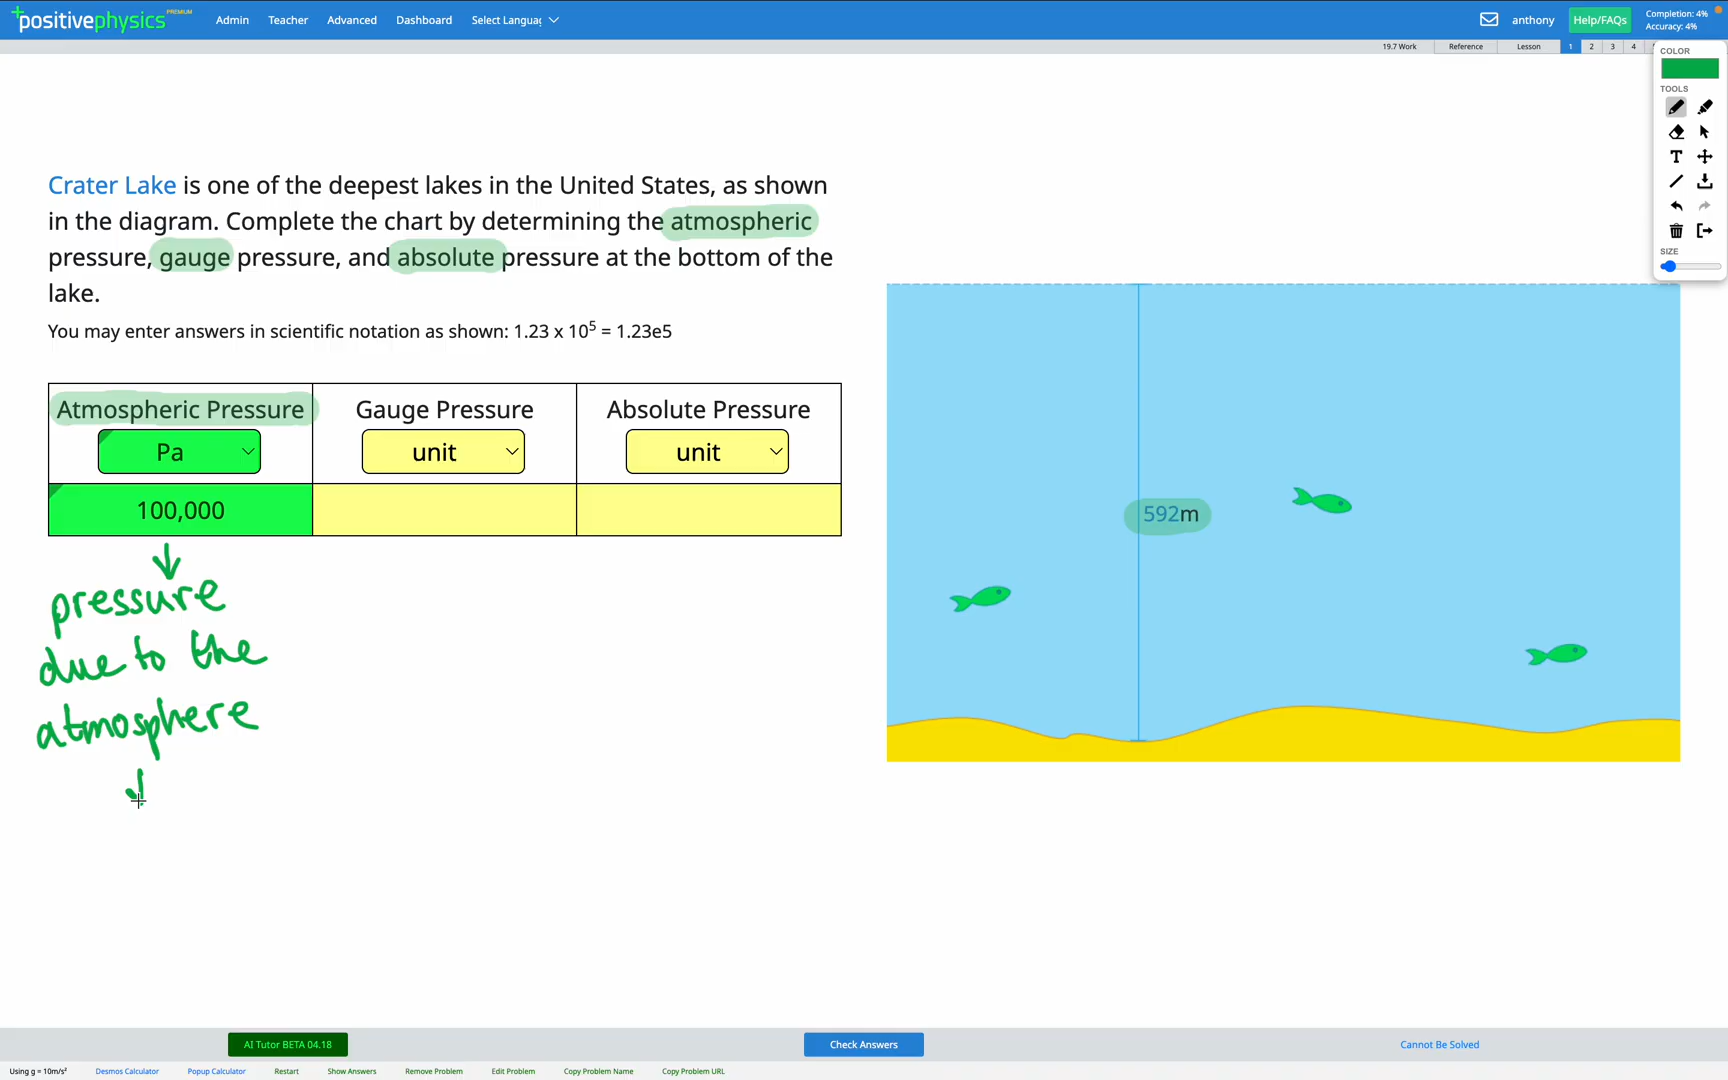 +positivephysics PREMIUM Admin Teacher Advanced Dashboard Select Languag anthony Help/FAQs Completion: 4%
Accuracy: 4%
19.7 Work Reference Lesson 1 2 3 4
COLOR
TOOLS
T
SIZE
Crater Lake is one of the deepest lakes in the United States, as shown
in the diagram. Complete the chart by determining the atmospheric
pressure, gauge pressure, and absolute pressure at the bottom of the
lake.
You may enter answers in scientific notation as shown: 1.23 x 10⁵ = 1.23e5
Atmospheric Pressure Gauge Pressure Absolute Pressure
Pa unit unit
100,000
592m
pressure
due to the
atmosphere
AI Tutor BETA 04.18 Check Answers Cannot Be Solved
Using g = 10m/s² Desmos Calculator Popup Calculator Restart Show Answers Remove Problem Edit Problem Copy Problem Name Copy Problem URL